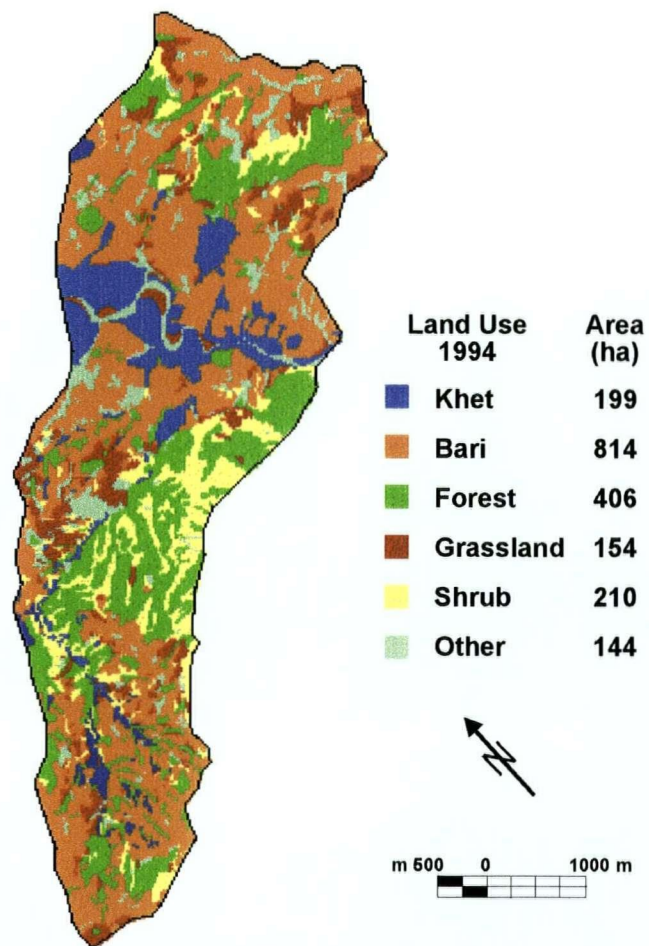 Land Use Area
1994 (ha)
Khet 199
Bari 814
Forest 406
Grassland 154
Shrub 210
Other 144
N
m 500 0 1000 m